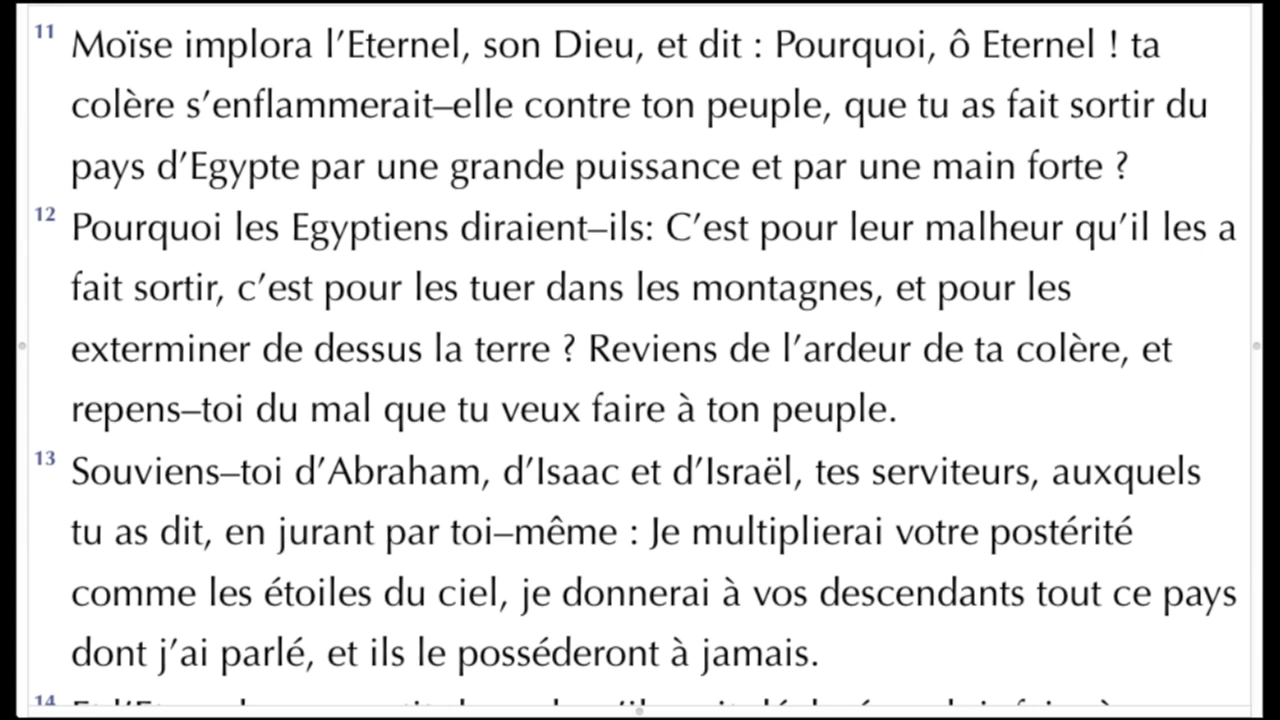 11 Moïse implora l’Eternel, son Dieu, et dit : Pourquoi, ô Eternel ! ta
colère s’enflammerait–elle contre ton peuple, que tu as fait sortir du
pays d’Egypte par une grande puissance et par une main forte ?
12 Pourquoi les Egyptiens diraient–ils: C’est pour leur malheur qu’il les a
fait sortir, c’est pour les tuer dans les montagnes, et pour les
exterminer de dessus la terre ? Reviens de l’ardeur de ta colère, et
repens–toi du mal que tu veux faire à ton peuple.
13 Souviens–toi d’Abraham, d’Isaac et d’Israël, tes serviteurs, auxquels
tu as dit, en jurant par toi–même : Je multiplierai votre postérité
comme les étoiles du ciel, je donnerai à vos descendants tout ce pays
dont j’ai parlé, et ils le posséderont à jamais.
14